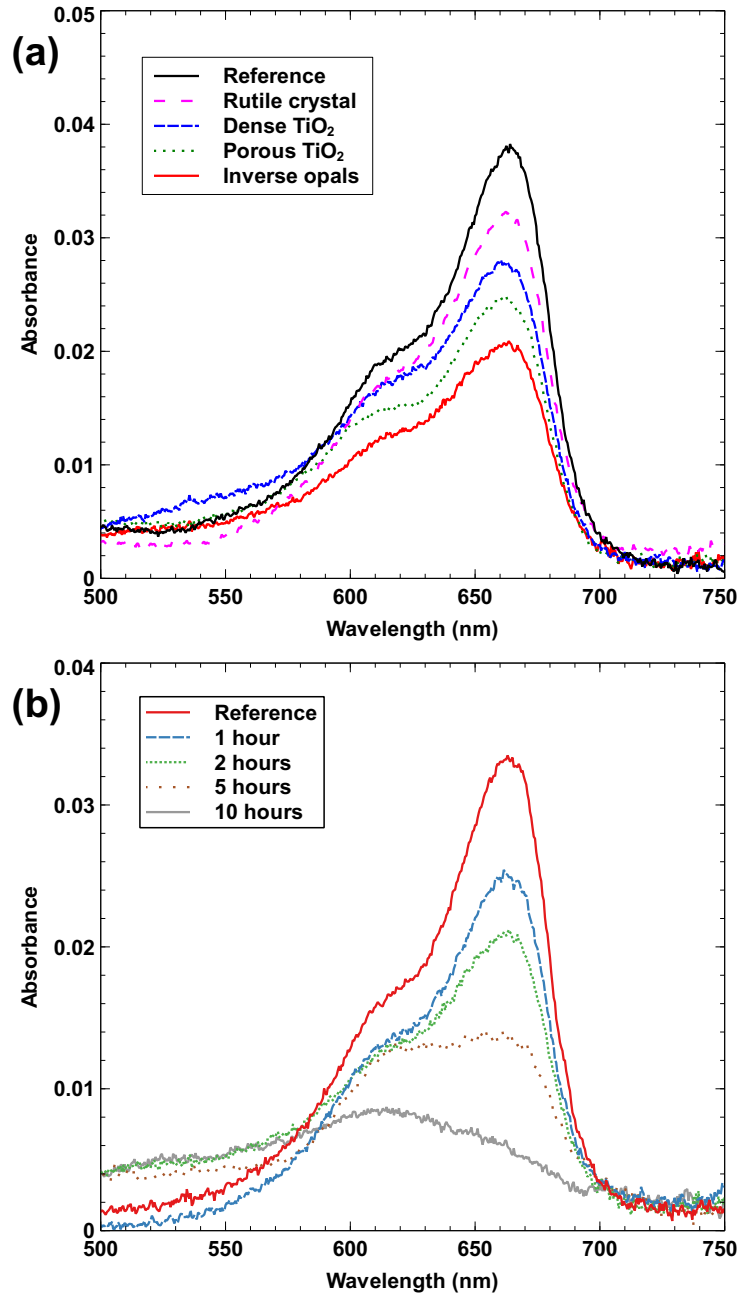 (a)
Reference
Rutile crystal
Dense TiO₂
Porous TiO₂
Inverse opals
0.05
0.04
0.03
0.02
0.01
0
Absorbance
500 550 600 650 700 750
Wavelength (nm)
(b)
Reference
1 hour
2 hours
5 hours
10 hours
0.04
0.03
0.02
0.01
0
Absorbance
500 550 600 650 700 750
Wavelength (nm)